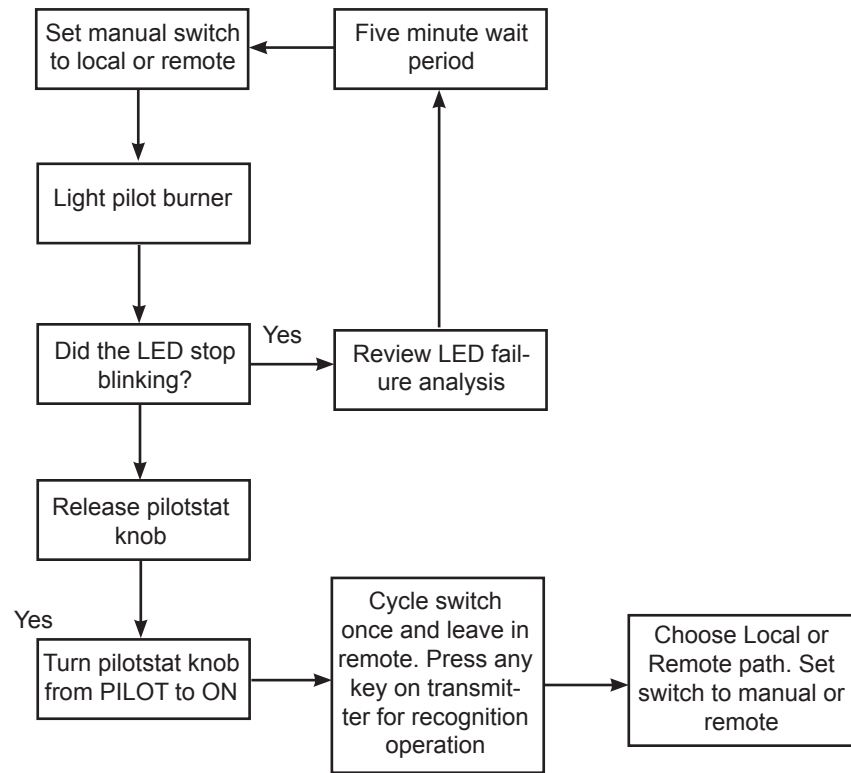 Set manual switch
to local or remote
Five minute wait
period
Light pilot burner
Did the LED stop
blinking?
Yes
Review LED fail-
ure analysis
Release pilotstat
knob
Yes
Turn pilotstat knob
from PILOT to ON
Cycle switch
once and leave in
remote. Press any
key on transmit-
ter for recognition
operation
Choose Local or
Remote path. Set
switch to manual or
remote